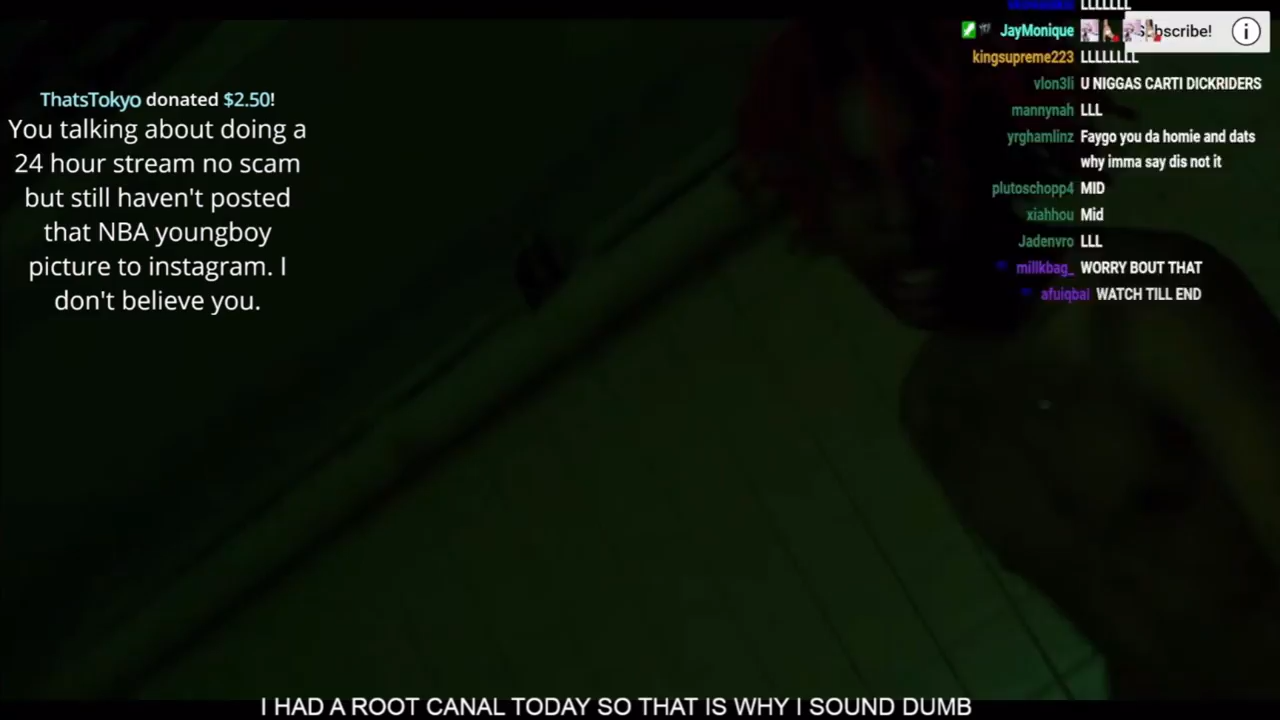 LLLLLLL
JayMonique
Subscribe!
kingsupreme223 LLLLLLLL
vlon3li U NIGGAS CARTI DICKRIDERS
mannynah LLL
yrghamlinz Faygo you da homie and dats
why imma say dis not it
plutoschopp4 MID
xiahhou Mid
Jadenvro LLL
millkbag_ WORRY BOUT THAT
afuiqbai WATCH TILL END
ThatsTokyo donated $2.50!
You talking about doing a
24 hour stream no scam
but still haven't posted
that NBA youngboy
picture to instagram. I
don't believe you.
I HAD A ROOT CANAL TODAY SO THAT IS WHY I SOUND DUMB